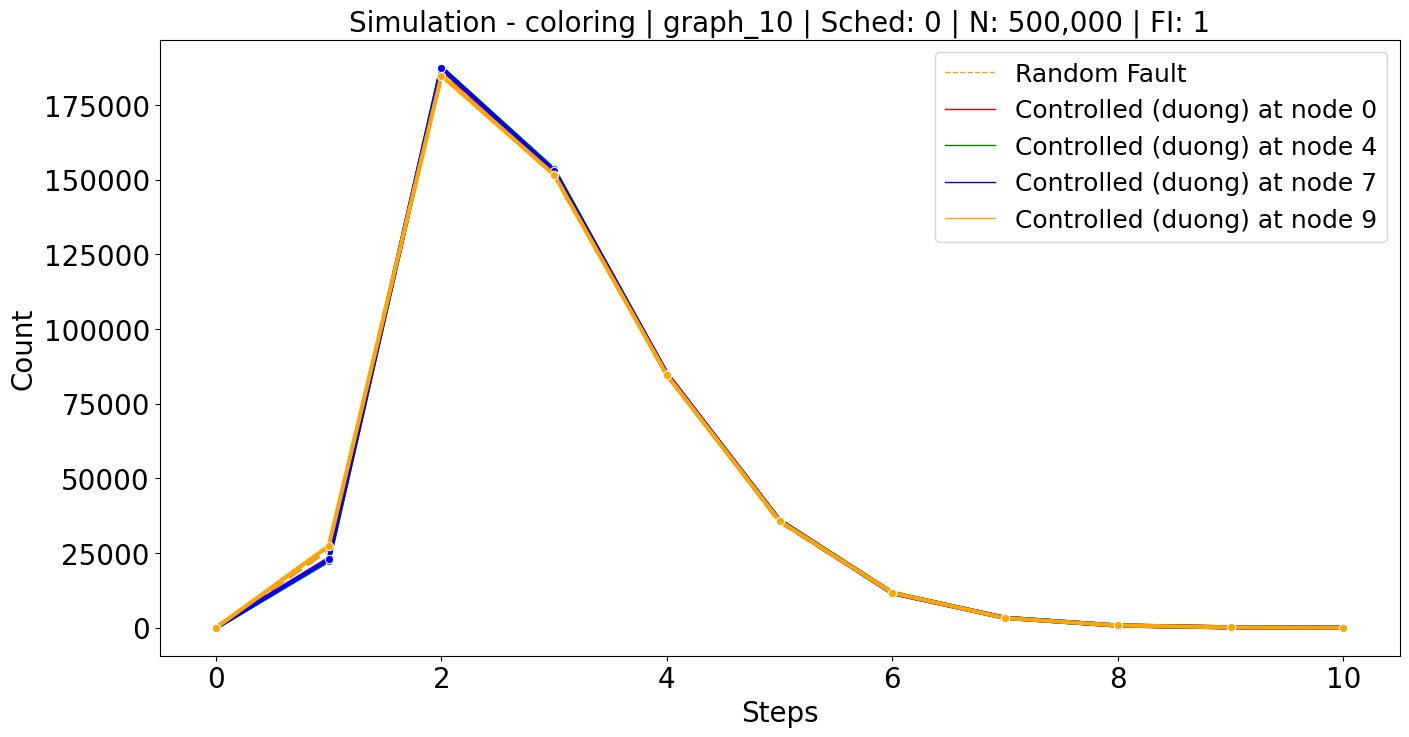 Simulation - coloring | graph_10 | Sched: 0 | N: 500,000 | FI: 1
Random Fault
Controlled (duong) at node 0
Controlled (duong) at node 4
Controlled (duong) at node 7
Controlled (duong) at node 9
Count
175000
150000
125000
100000
75000
50000
25000
0
0 2 4 6 8 10
Steps